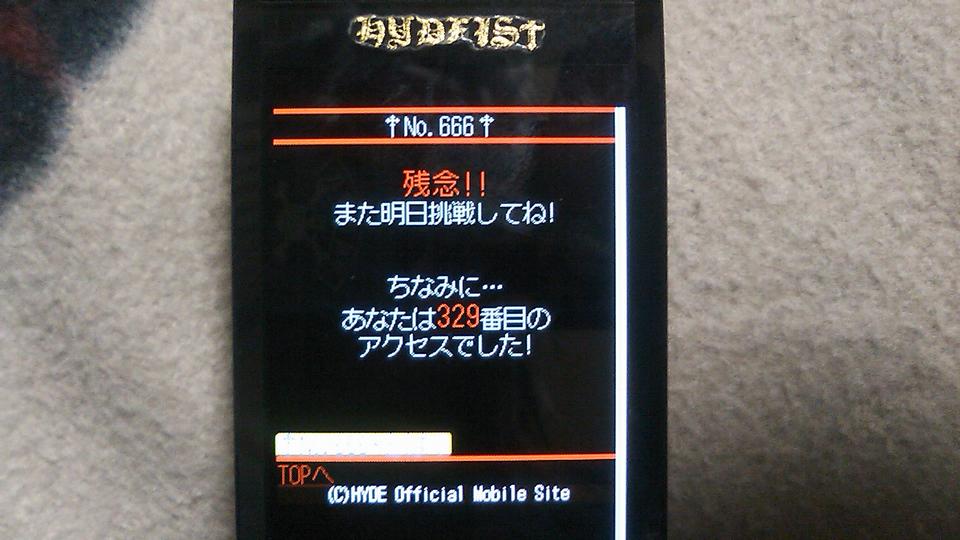 HYDEIST
†No.666†
残念!!
また明日挑戦してね!
ちなみに…
あなたは329番目の
アクセスでした!
TOPへ
(C)HYDE Official Mobile Site